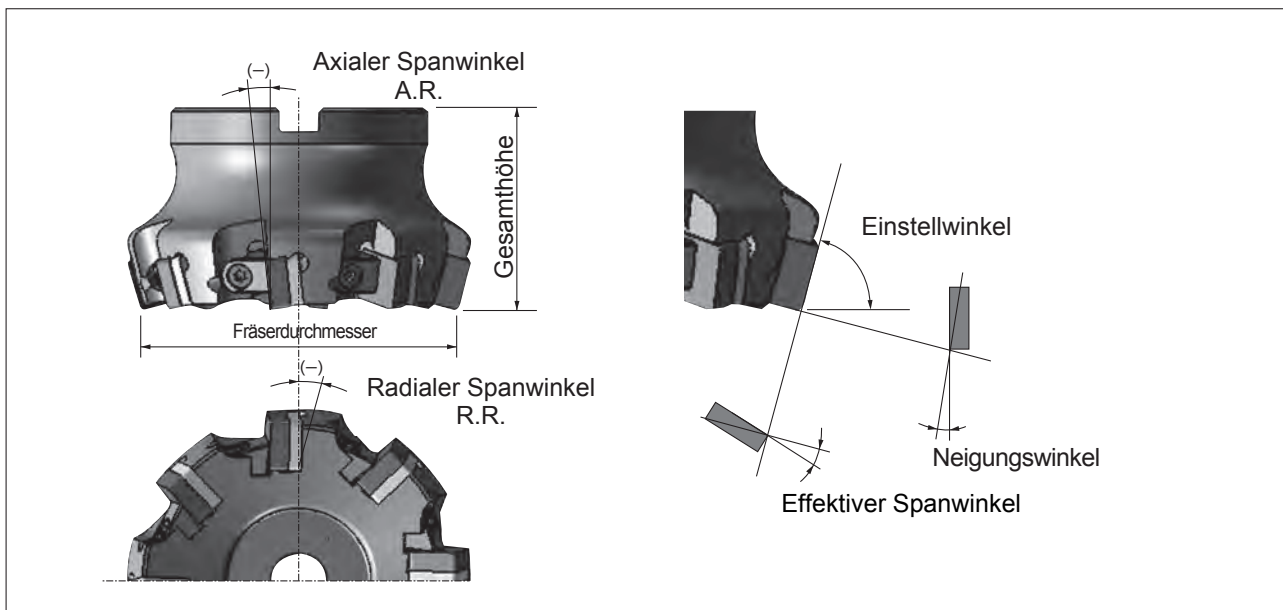 (–)
Axialer Spanwinkel
A.R.
Gesamthöhe
Fräserdurchmesser
(–)
Radialer Spanwinkel
R.R.
Einstellwinkel
Neigungswinkel
Effektiver Spanwinkel